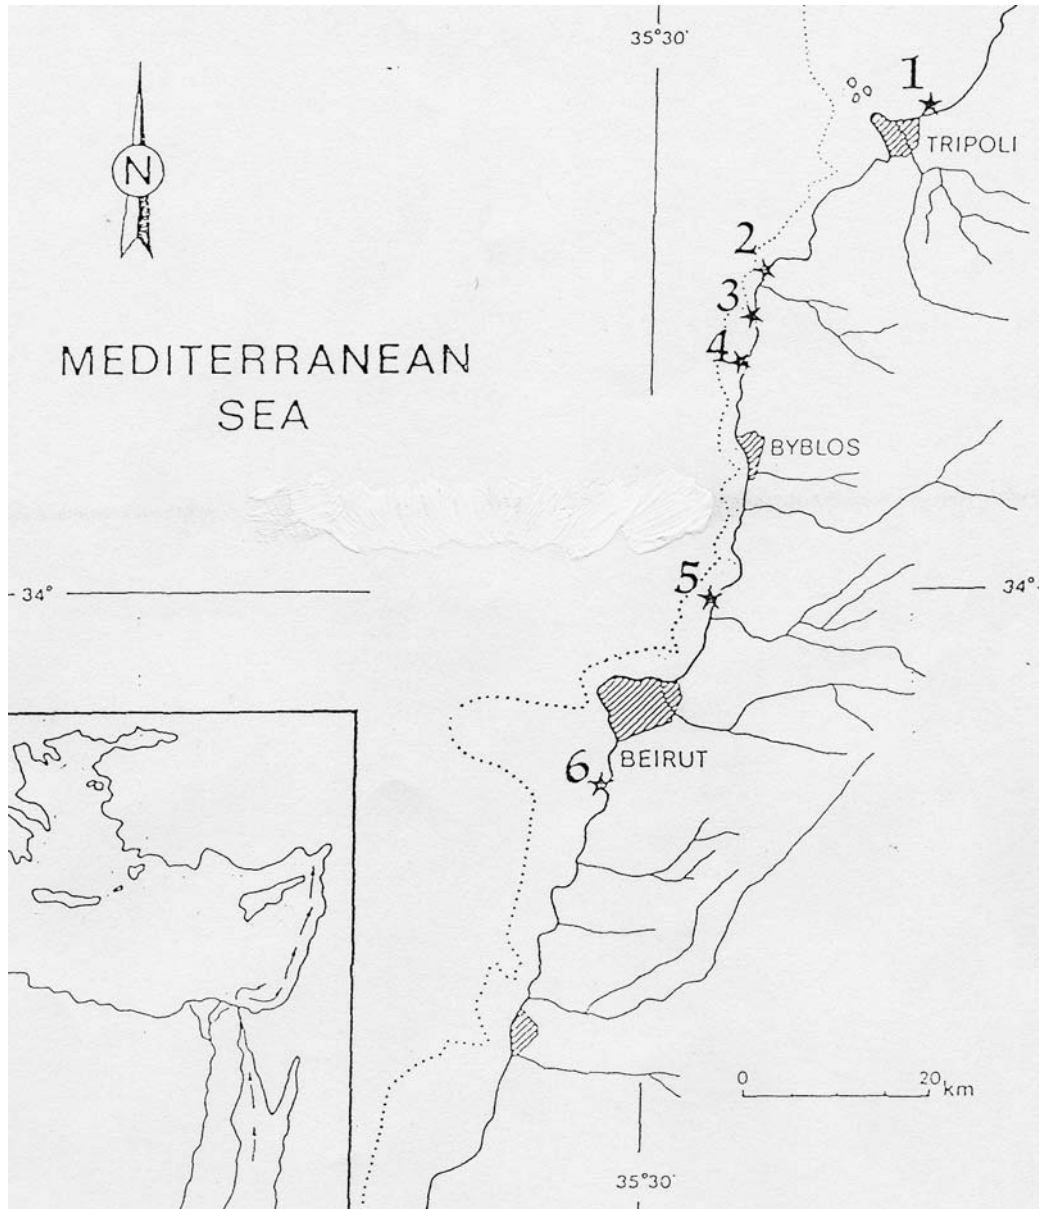 35°30'
1
TRIPOLI
N
2
3
MEDITERRANEAN
SEA
4
BYBLOS
5
34°
34°
BEIRUT
6
0 20 km
35°30'